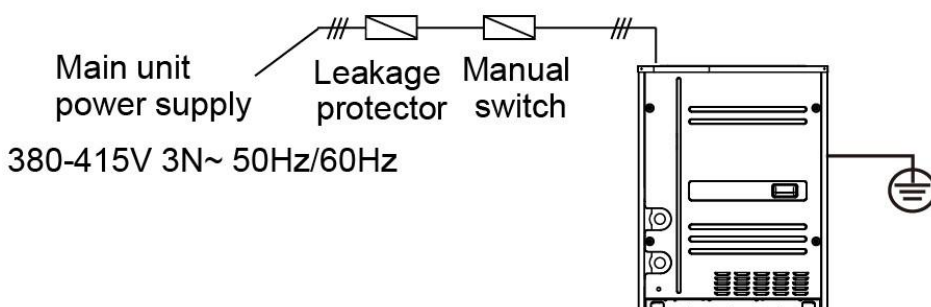 Main unit
power supply
Leakage
protector
Manual
switch
380-415V 3N~ 50Hz/60Hz